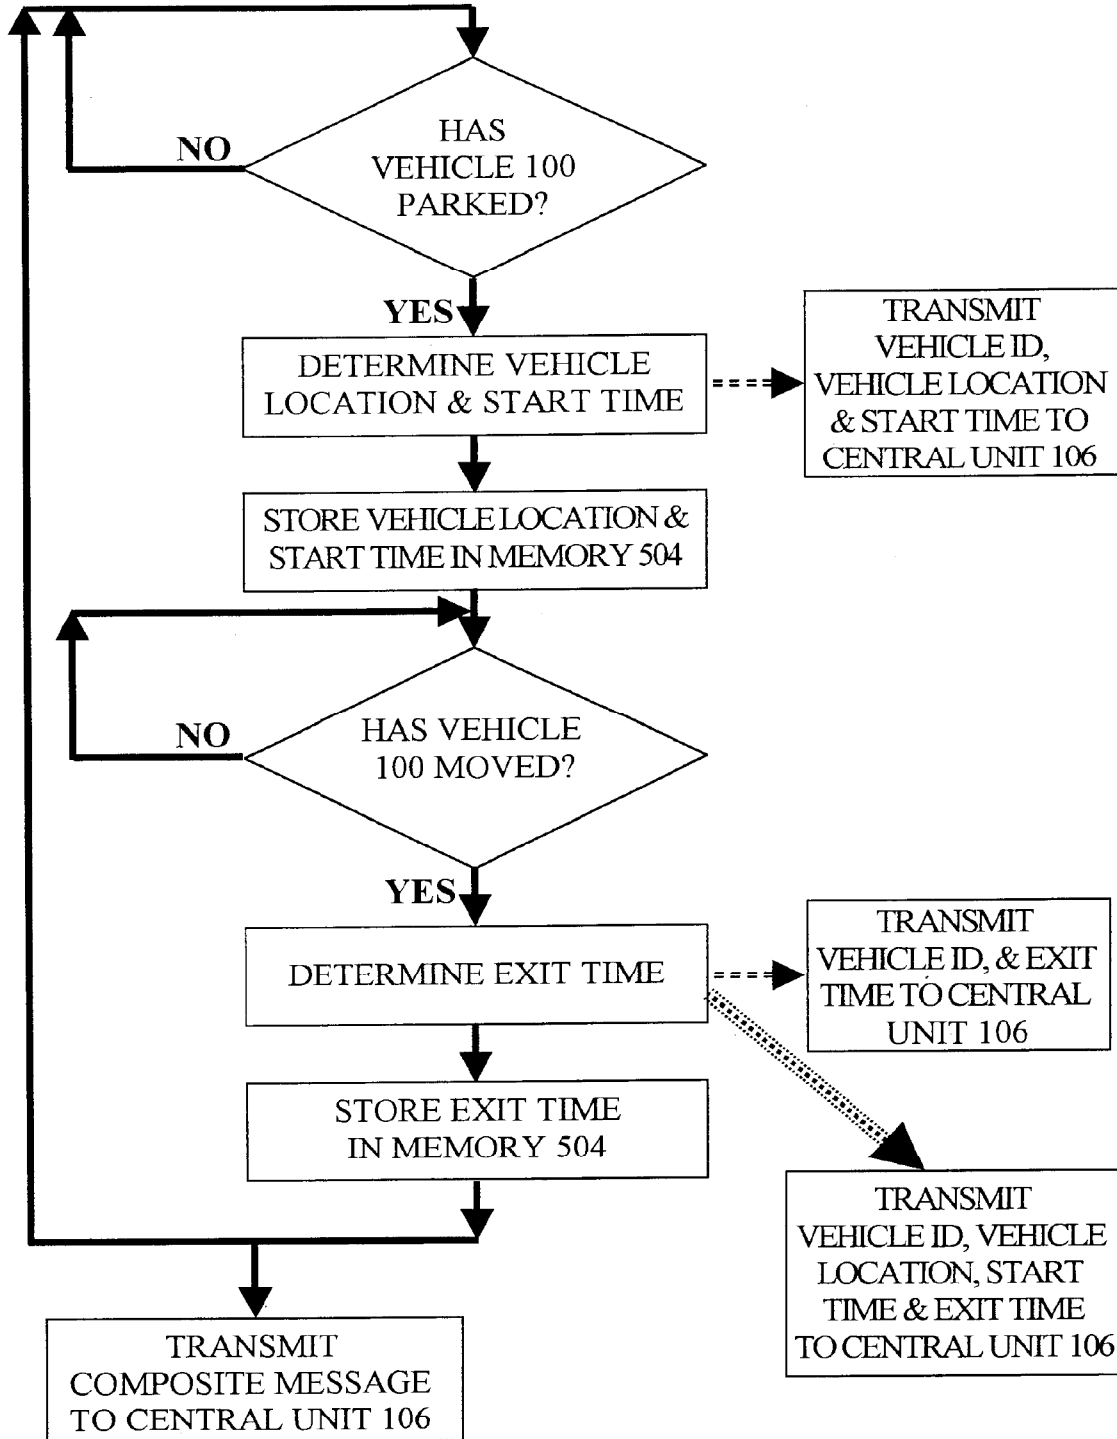 HAS
VEHICLE 100
PARKED?
NO
YES
DETERMINE VEHICLE
LOCATION & START TIME
TRANSMIT
VEHICLE ID,
VEHICLE LOCATION
& START TIME TO
CENTRAL UNIT 106
STORE VEHICLE LOCATION &
START TIME IN MEMORY 504
HAS VEHICLE
100 MOVED?
NO
YES
DETERMINE EXIT TIME
TRANSMIT
VEHICLE ID, & EXIT
TIME TO CENTRAL
UNIT 106
STORE EXIT TIME
IN MEMORY 504
TRANSMIT
VEHICLE ID, VEHICLE
LOCATION, START
TIME & EXIT TIME
TO CENTRAL UNIT 106
TRANSMIT
COMPOSITE MESSAGE
TO CENTRAL UNIT 106